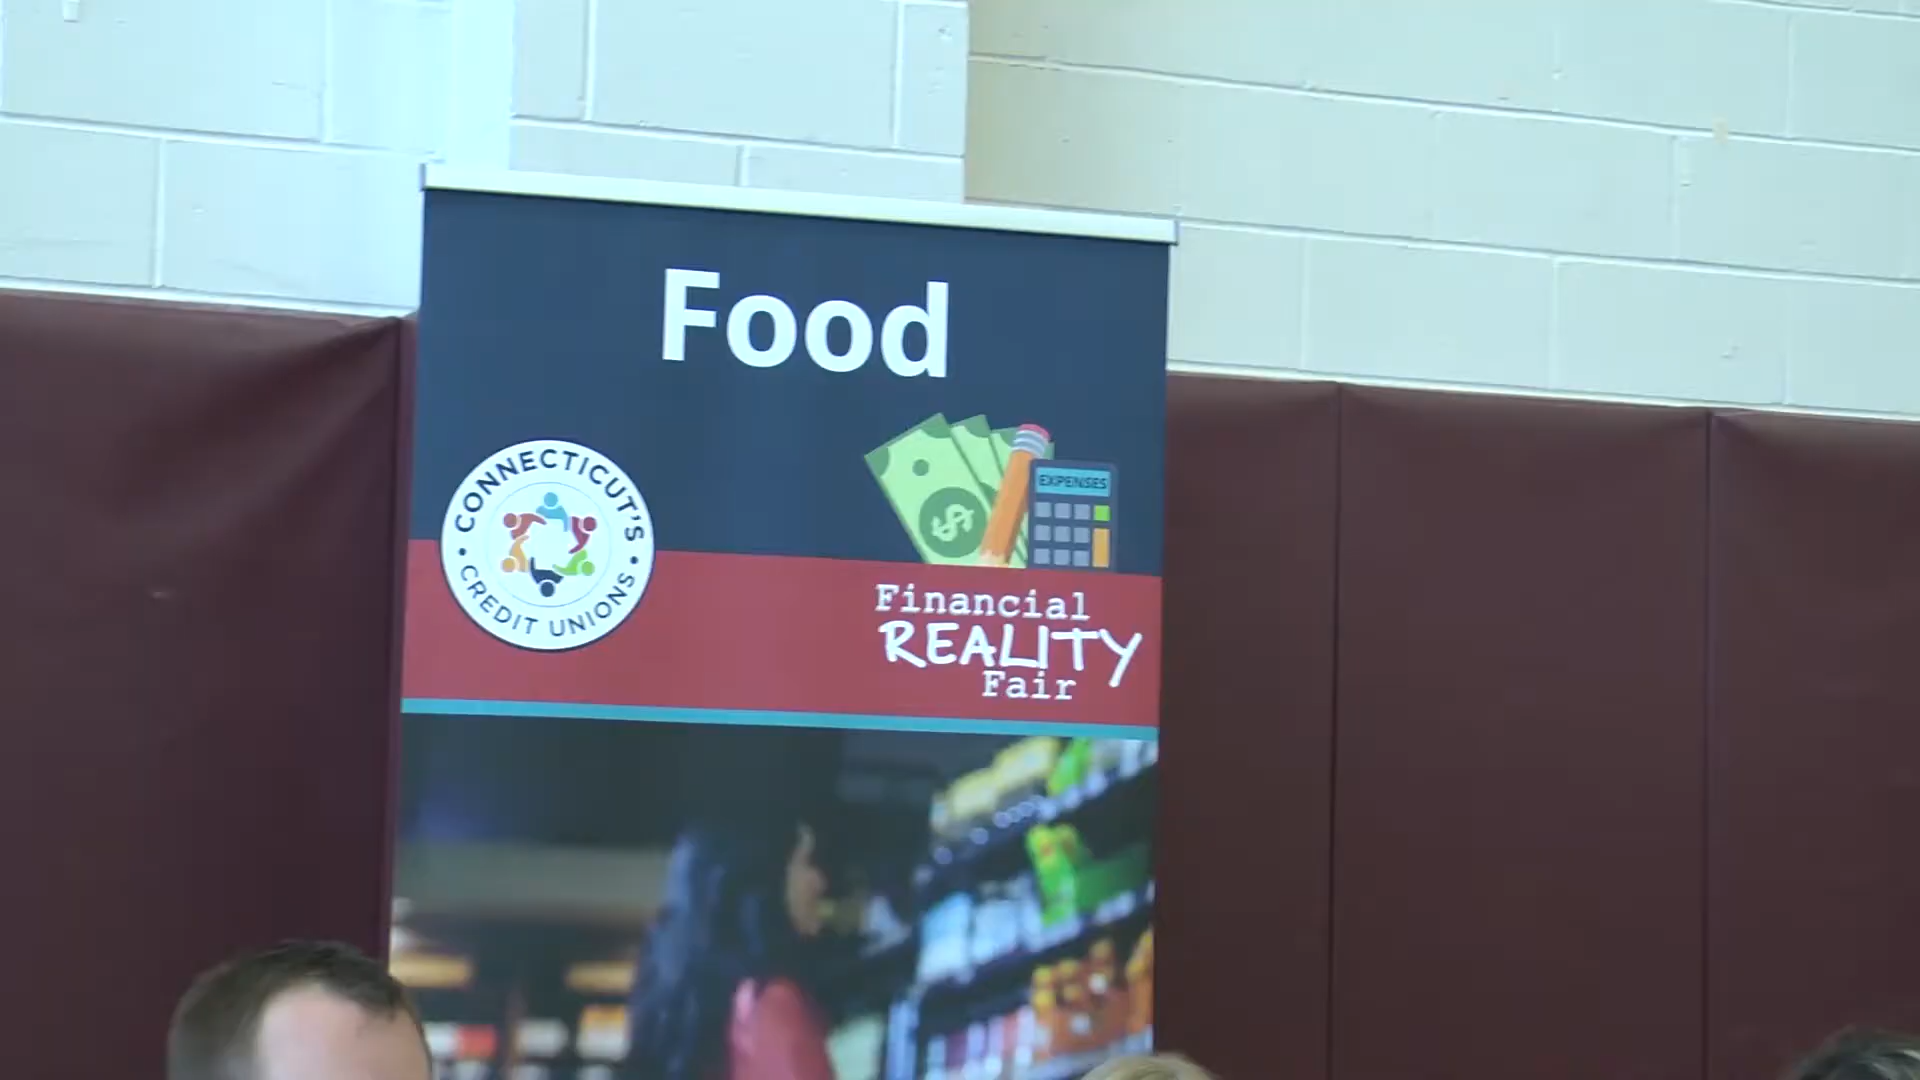 Food
CONNECTICUT'S
• CREDIT UNIONS •
$
EXPENSES
Financial
REALITY
Fair